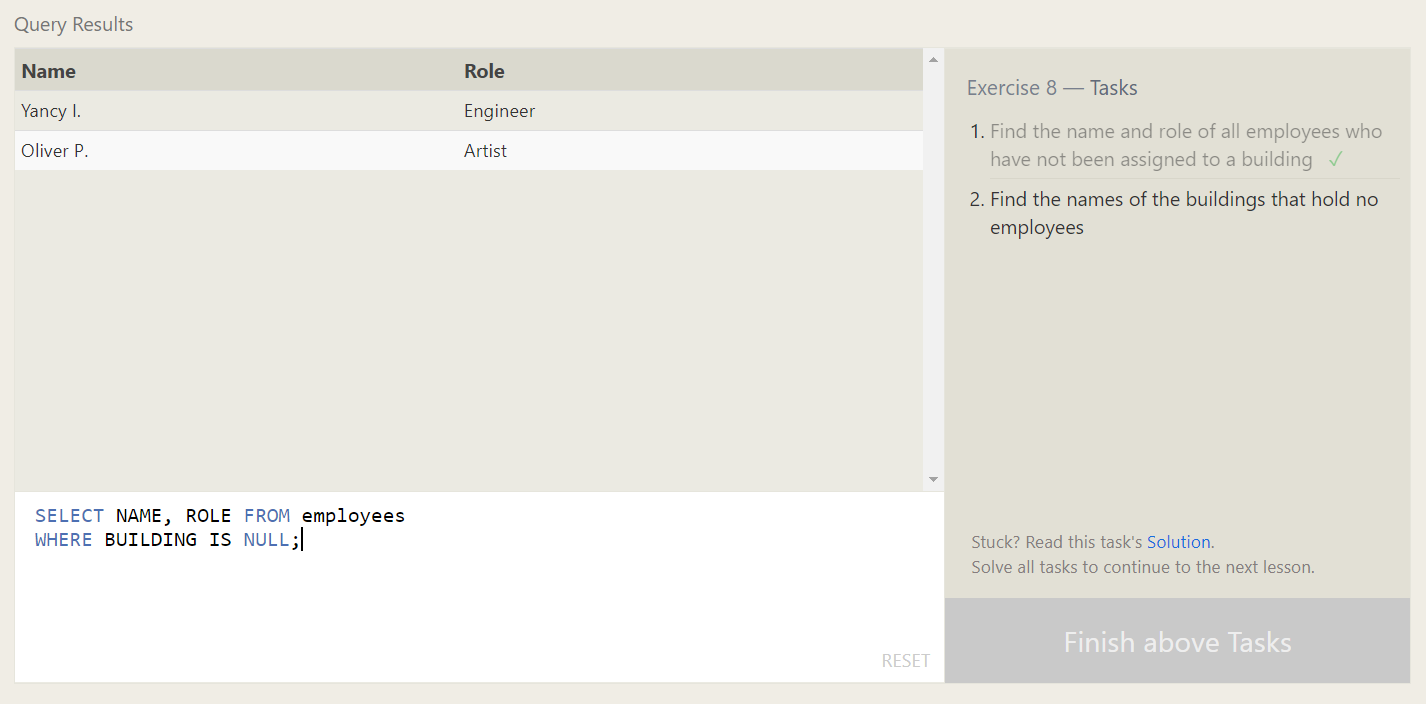 Query Results
Name Role
Yancy I. Engineer
Oliver P. Artist
SELECT NAME, ROLE FROM employees
WHERE BUILDING IS NULL;
RESET
Exercise 8 — Tasks
1. Find the name and role of all employees who
have not been assigned to a building ✓
2. Find the names of the buildings that hold no
employees
Stuck? Read this task's Solution.
Solve all tasks to continue to the next lesson.
Finish above Tasks